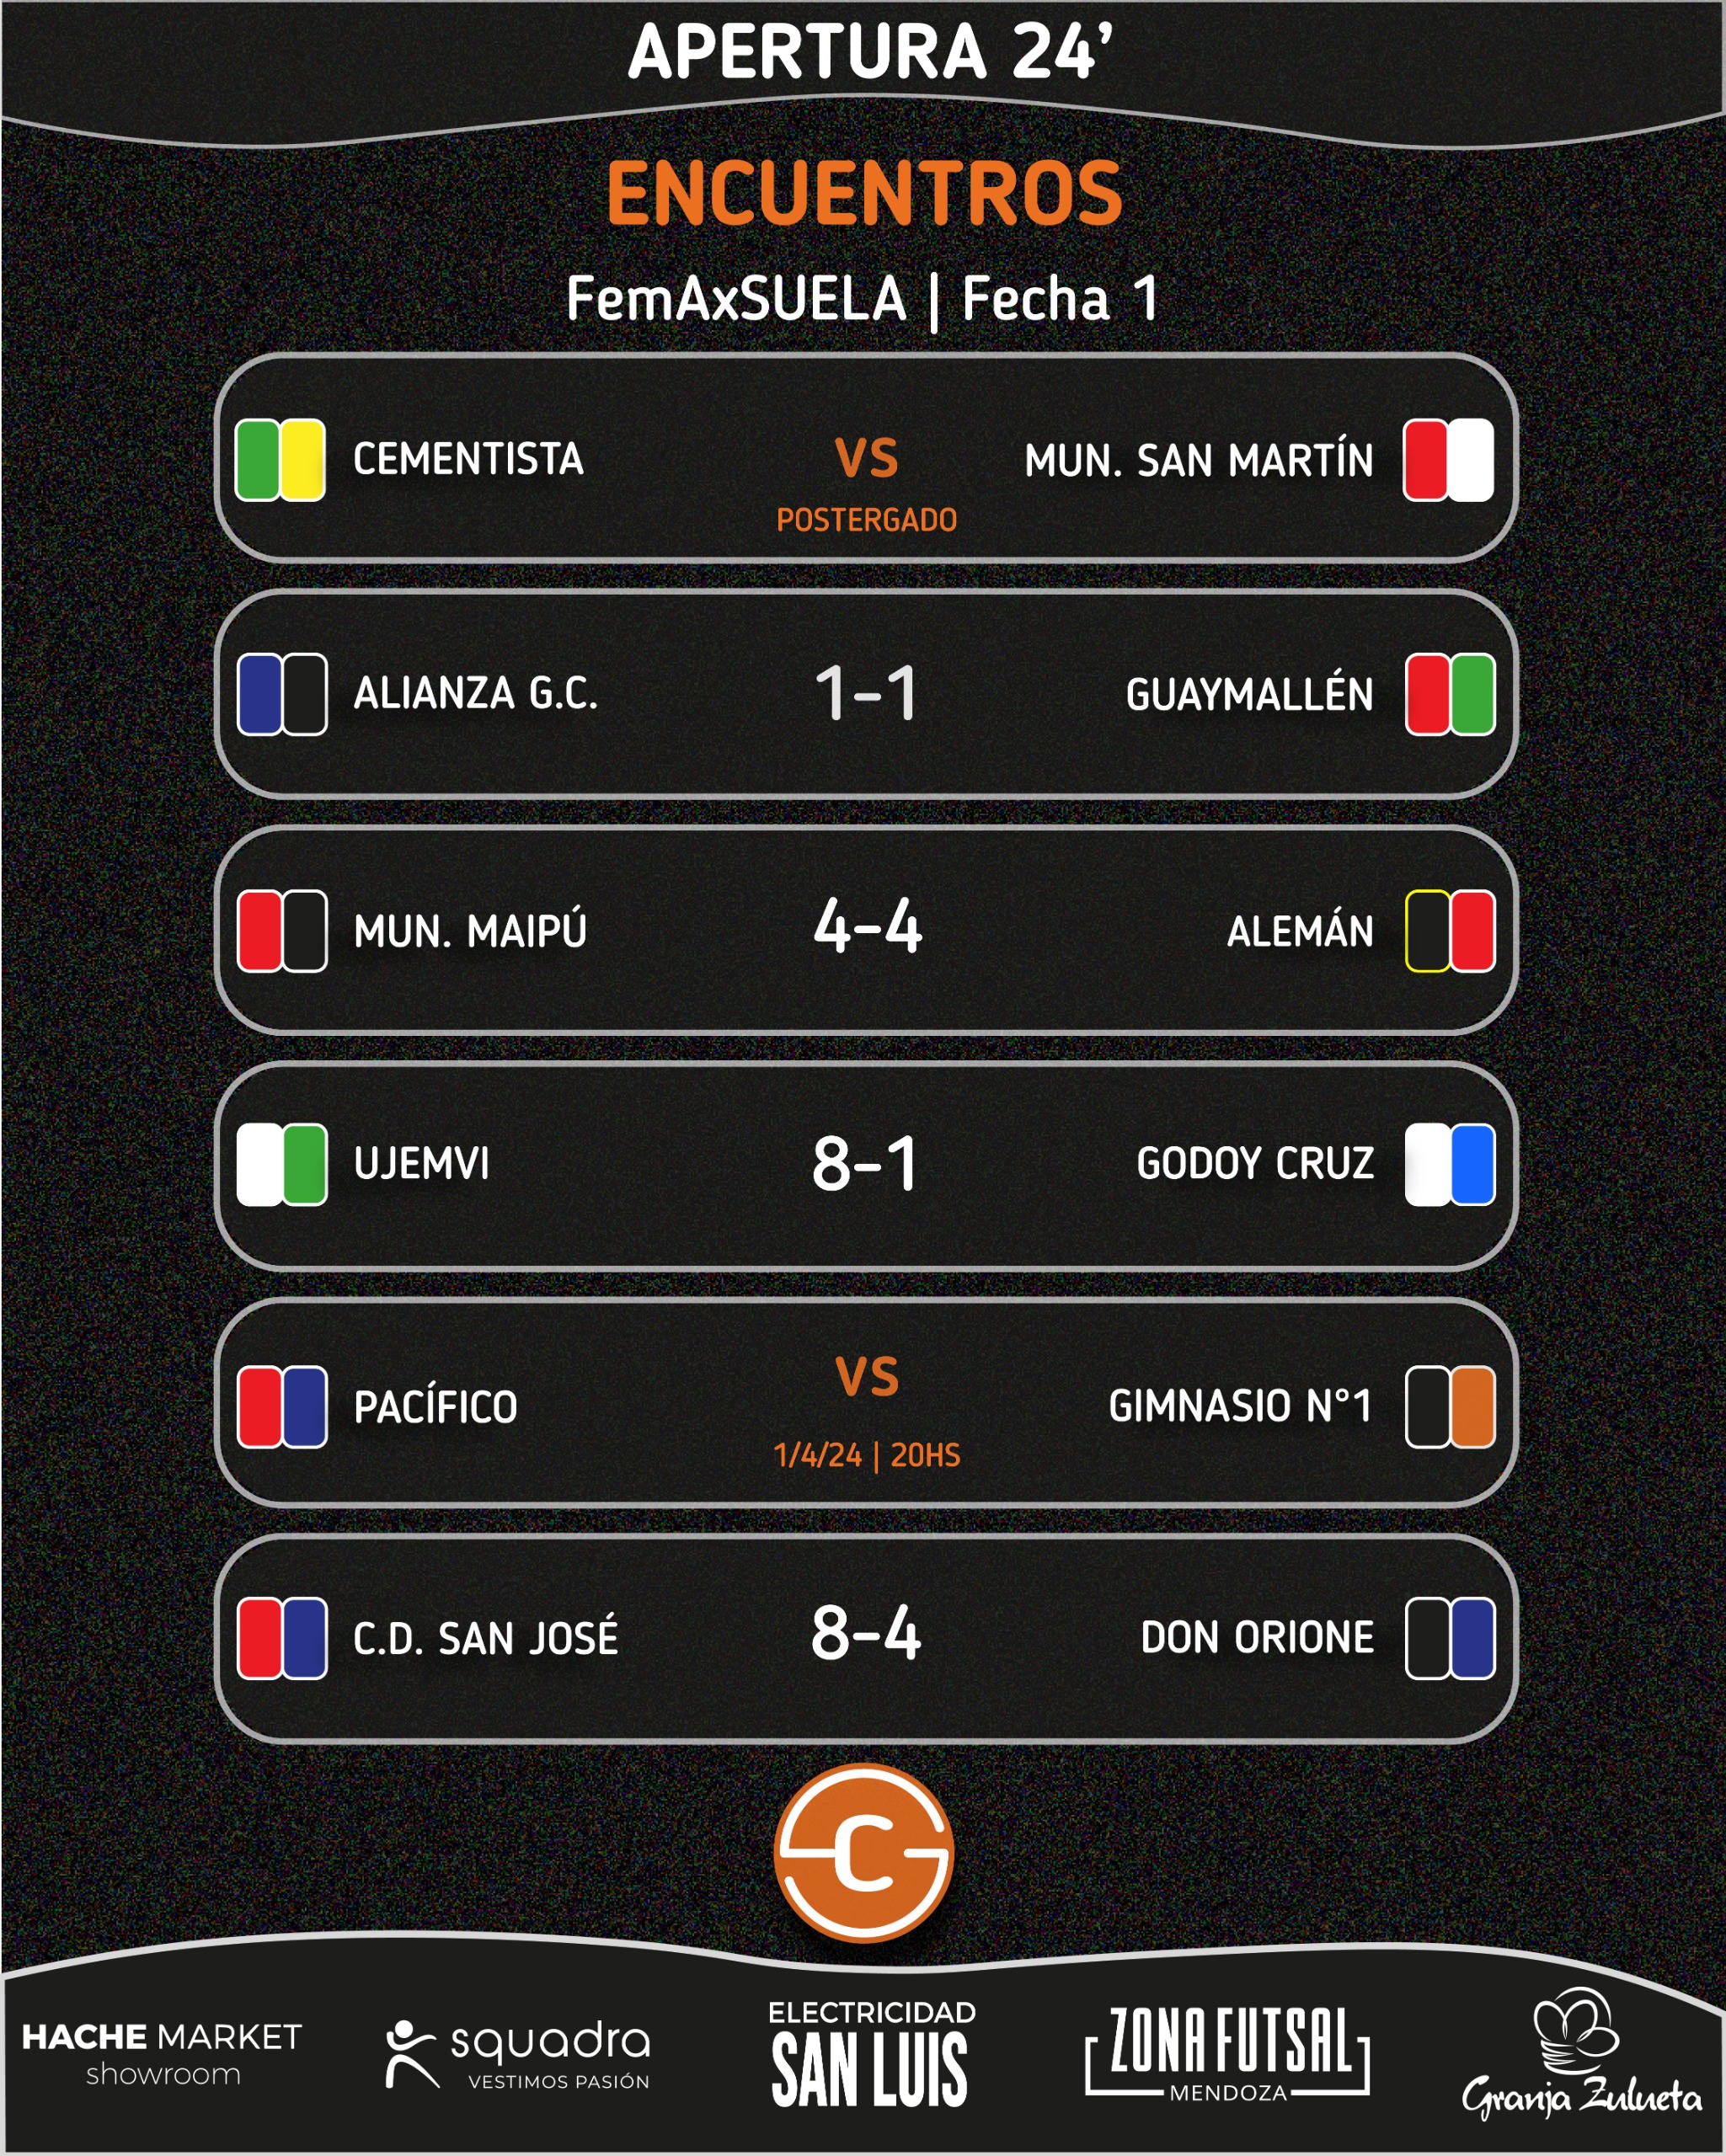 APERTURA 24’
ENCUENTROS
FemAxSUELA | Fecha 1
CEMENTISTA VS MUN. SAN MARTÍN
POSTERGADO
ALIANZA G.C. 1-1 GUAYMALLÉN
MUN. MAIPÚ 4-4 ALEMÁN
UJEMVI 8-1 GODOY CRUZ
PACÍFICO VS GIMNASIO N°1
1/4/24 | 20HS
C.D. SAN JOSÉ 8-4 DON ORIONE
C
HACHE MARKET
showroom
squadra
VESTIMOS PASIÓN
ELECTRICIDAD
SAN LUIS
ZONA FUTSAL
MENDOZA
Granja Zulueta